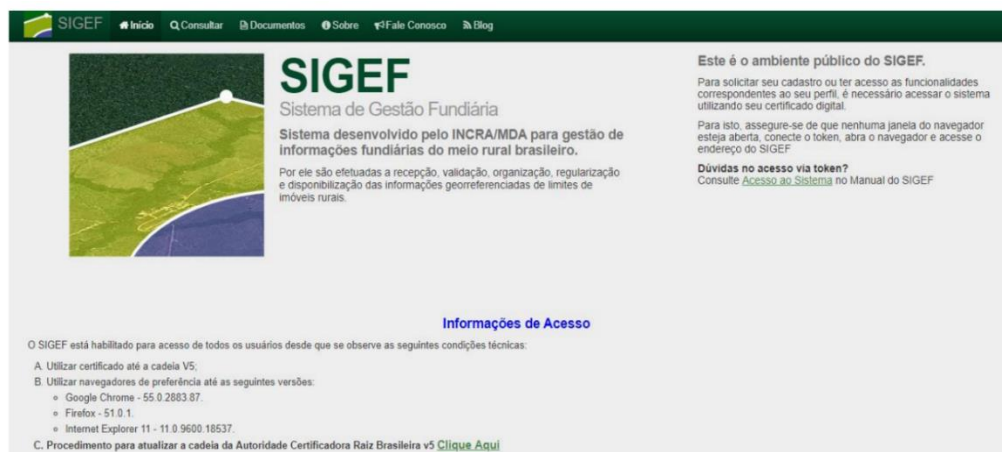 SIGEF Início Consultar Documentos Sobre Fale Conosco Blog
SIGEF
Sistema de Gestão Fundiária
Sistema desenvolvido pelo INCRA/MDA para gestão de
informações fundiárias do meio rural brasileiro.
Por ele são efetuadas a recepção, validação, organização, regularização
e disponibilização das informações georreferenciadas de limites de
imóveis rurais.
Este é o ambiente público do SIGEF.
Para solicitar seu cadastro ou ter acesso as funcionalidades
correspondentes ao seu perfil, é necessário acessar o sistema
utilizando seu certificado digital.
Para isto, assegure-se de que nenhuma janela do navegador
esteja aberta, conecte o token, abra o navegador e acesse o
endereço do SIGEF
Dúvidas no acesso via token?
Consulte Acesso ao Sistema no Manual do SIGEF
Informações de Acesso
O SIGEF está habilitado para acesso de todos os usuários desde que se observe as seguintes condições técnicas:
A. Utilizar certificado até a cadeia V5;
B. Utilizar navegadores de preferência até as seguintes versões:
Google Chrome - 55.0.2883.87.
Firefox - 51.0.1.
Internet Explorer 11 - 11.0.9600.18537.
C. Procedimento para atualizar a cadeia da Autoridade Certificadora Raiz Brasileira v5 Clique Aqui